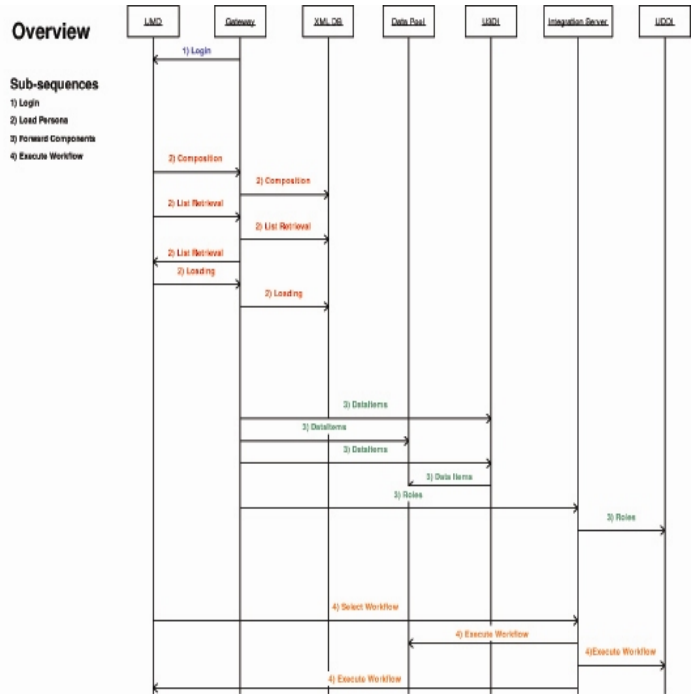 Overview
UMD
Gateway
XML DB
Data Pool
Integration Server
UDDI
1) Login
Sub-sequences
1) Login
2) Load Persona
3) Forward Components
4) Execute Workflow
2) Composition
2) Composition
2) List Retrieval
2) List Retrieval
2) List Retrieval
2) Loading
2) Loading
3) DataItems
3) DataItems
3) DataItems
3) Data Items
3) Roles
3) Roles
4) Select Workflow
4) Execute Workflow
4)Execute Workflow
4) Execute Workflow